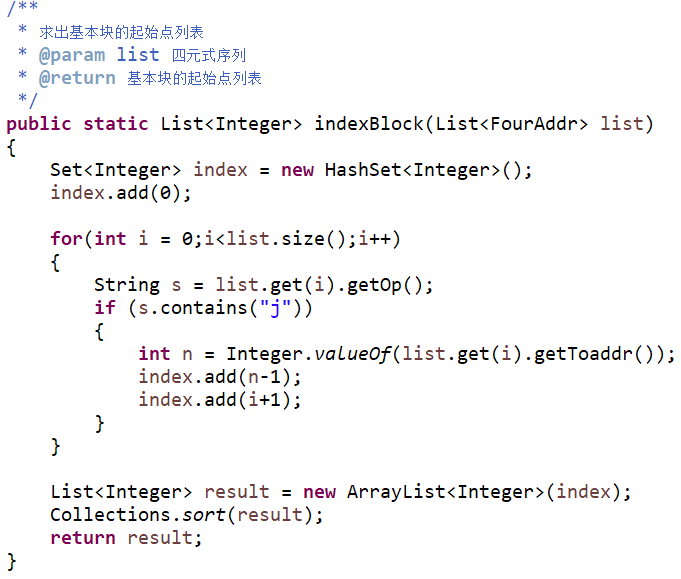 /**
 * 求出基本块的起始点列表
 * @param list 四元式序列
 * @return 基本块的起始点列表
 */
public static List<Integer> indexBlock(List<FourAddr> list)
{
    Set<Integer> index = new HashSet<Integer>();
    index.add(0);

    for(int i = 0;i<list.size();i++)
    {
        String s = list.get(i).getOp();
        if (s.contains("j"))
        {
            int n = Integer.valueOf(list.get(i).getToaddr());
            index.add(n-1);
            index.add(i+1);
        }
    }

    List<Integer> result = new ArrayList<Integer>(index);
    Collections.sort(result);
    return result;
}